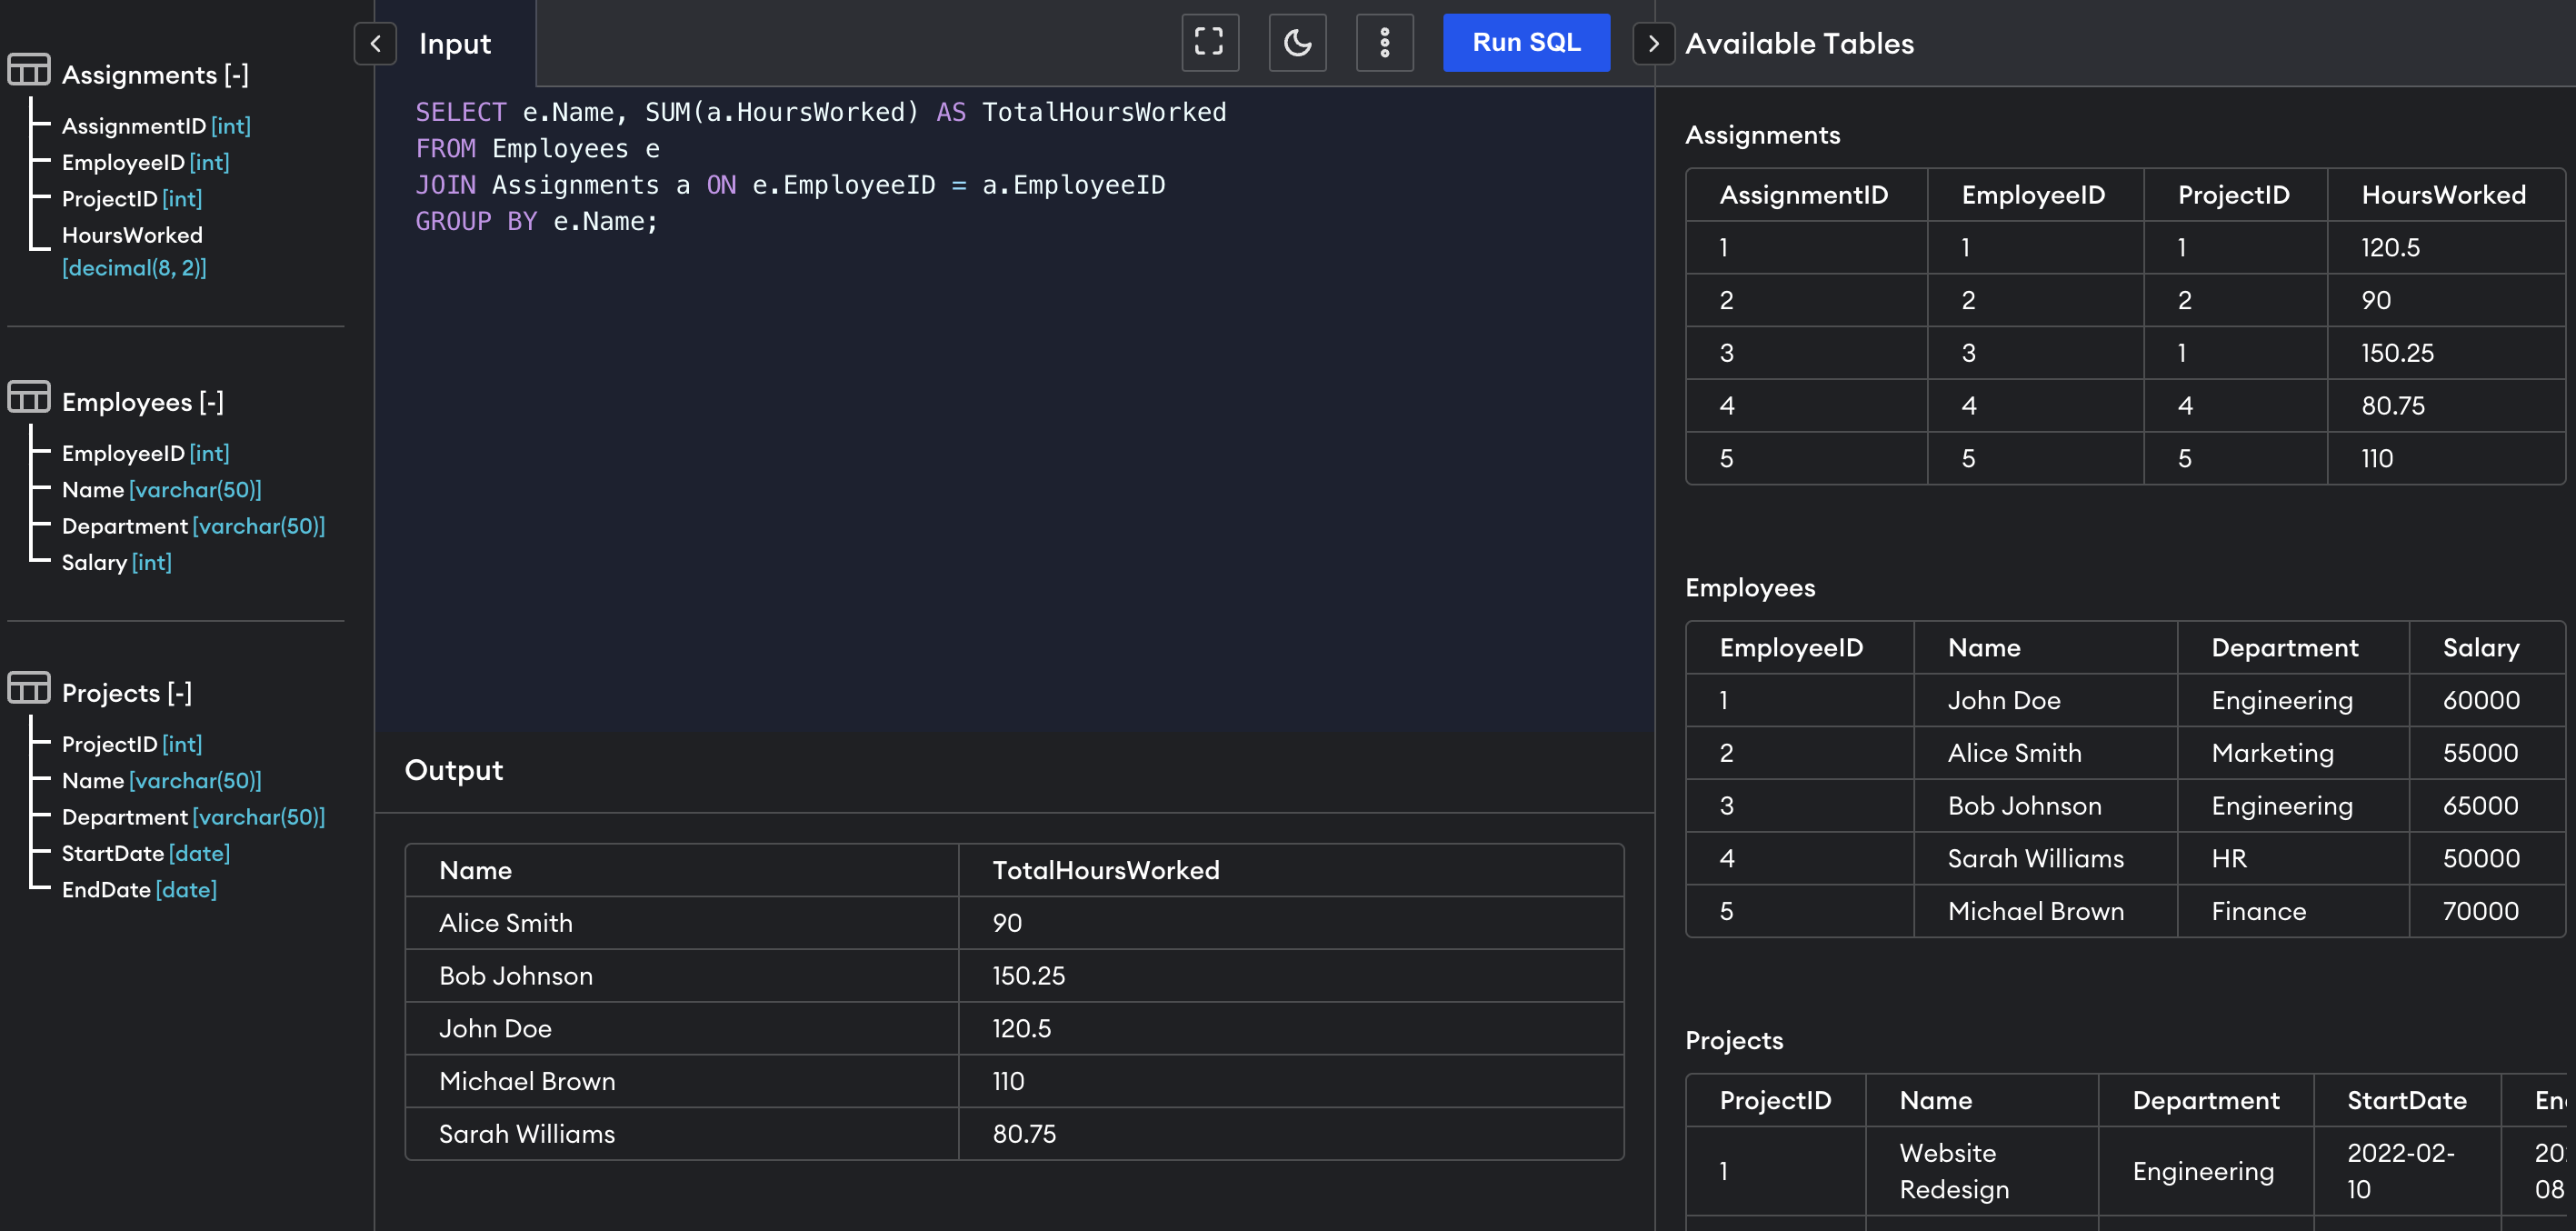 Assignments [-]
AssignmentID [int]
EmployeeID [int]
ProjectID [int]
HoursWorked
[decimal(8, 2)]
Employees [-]
EmployeeID [int]
Name [varchar(50)]
Department [varchar(50)]
Salary [int]
Projects [-]
ProjectID [int]
Name [varchar(50)]
Department [varchar(50)]
StartDate [date]
EndDate [date]
Input
Run SQL
SELECT e.Name, SUM(a.HoursWorked) AS TotalHoursWorked
FROM Employees e
JOIN Assignments a ON e.EmployeeID = a.EmployeeID
GROUP BY e.Name;
Output
Name TotalHoursWorked
Alice Smith 90
Bob Johnson 150.25
John Doe 120.5
Michael Brown 110
Sarah Williams 80.75
Available Tables
Assignments
AssignmentID EmployeeID ProjectID HoursWorked
1 1 1 120.5
2 2 2 90
3 3 1 150.25
4 4 4 80.75
5 5 5 110
Employees
EmployeeID Name Department Salary
1 John Doe Engineering 60000
2 Alice Smith Marketing 55000
3 Bob Johnson Engineering 65000
4 Sarah Williams HR 50000
5 Michael Brown Finance 70000
Projects
ProjectID Name Department StartDate
1 Website Redesign Engineering 2022-02-10 08